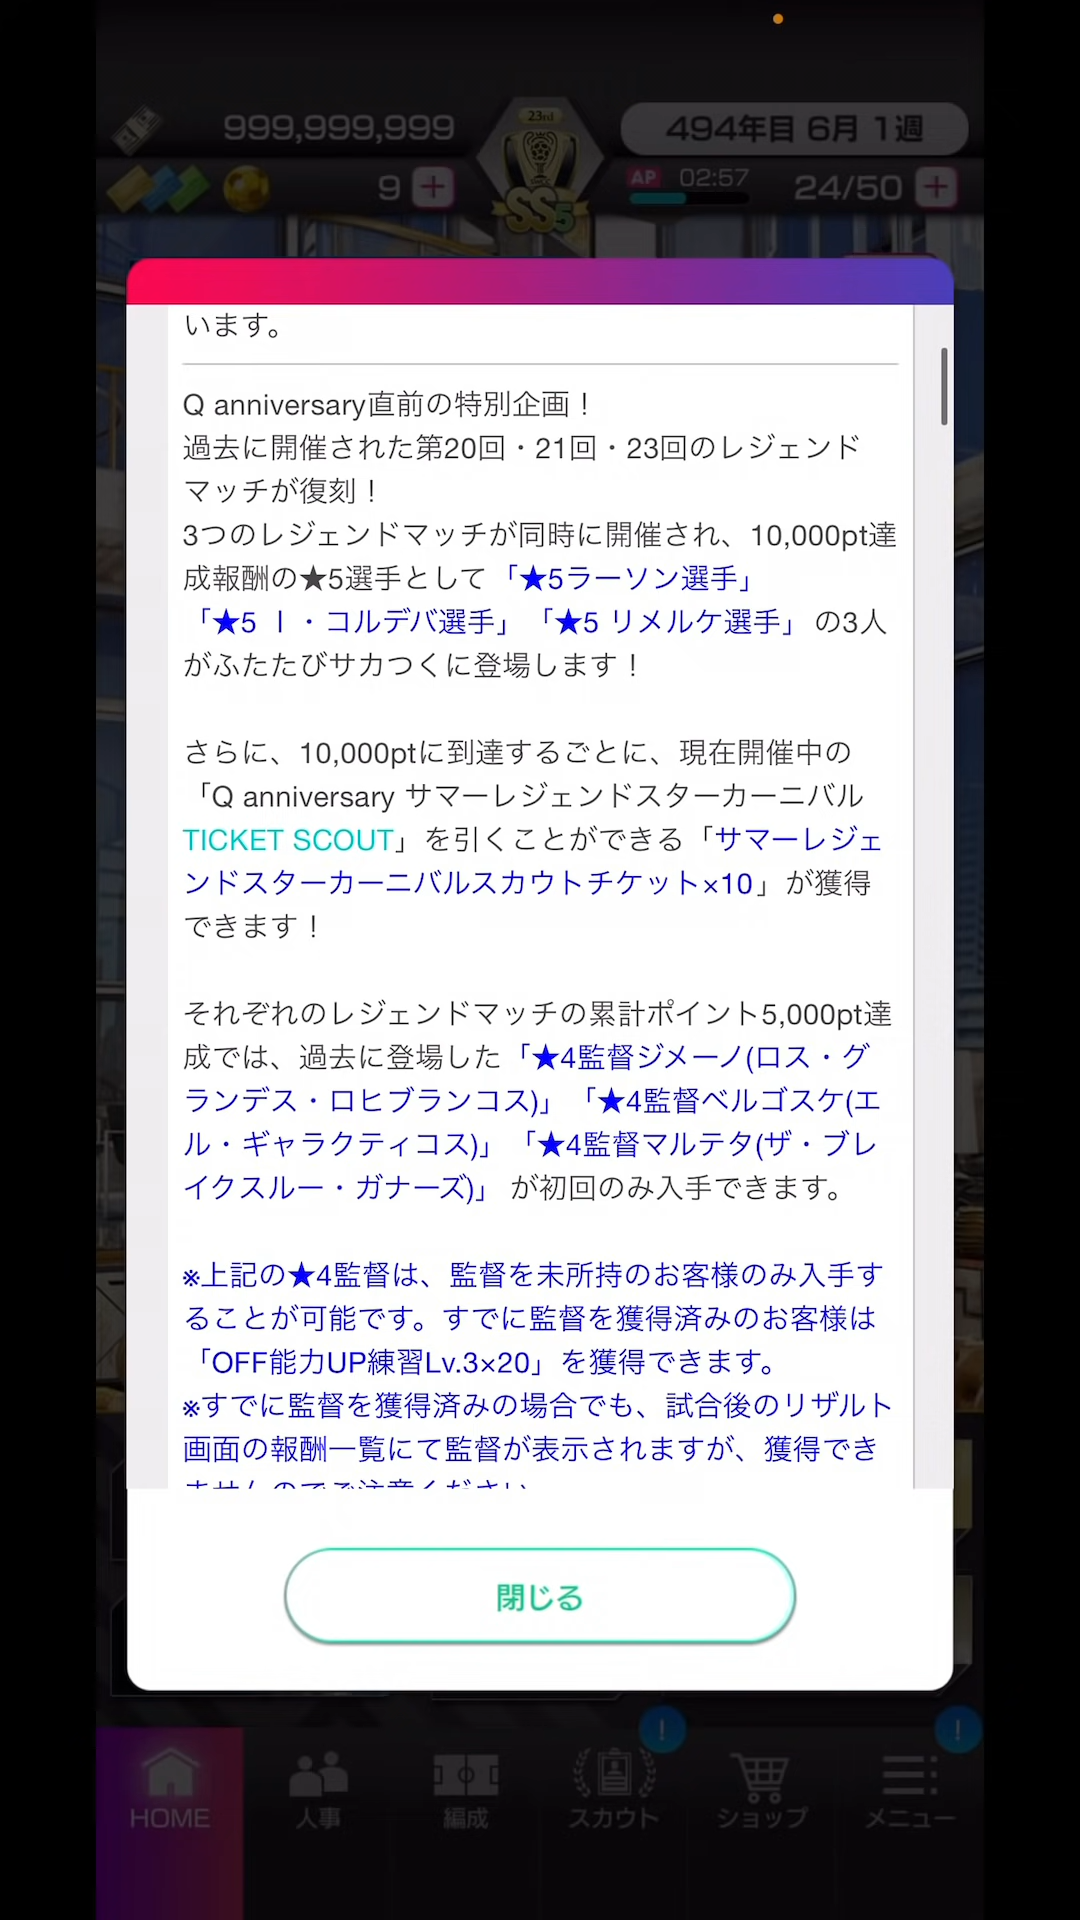 999,999,999
23rd
494年目 6月 1週
9
SS5
AP
02:57
24/50
います。
Q anniversary直前の特別企画！
過去に開催された第20回・21回・23回のレジェンド
マッチが復刻！
3つのレジェンドマッチが同時に開催され、10,000pt達
成報酬の★5選手として「★5ラーソン選手」
「★5 Ｉ・コルデバ選手」「★5 リメルケ選手」の3人
がふたたびサカつくに登場します！
さらに、10,000ptに到達するごとに、現在開催中の
「Q anniversary サマーレジェンドスターカーニバル
TICKET SCOUT」を引くことができる「サマーレジェ
ンドスターカーニバルスカウトチケット×10」が獲得
できます！
それぞれのレジェンドマッチの累計ポイント5,000pt達
成では、過去に登場した「★4監督ジメーノ(ロス・グ
ランデス・ロヒブランコス)」「★4監督ベルゴスケ(エ
ル・ギャラクティコス)」「★4監督マルテタ(ザ・ブレ
イクスルー・ガナーズ)」が初回のみ入手できます。
※上記の★4監督は、監督を未所持のお客様のみ入手す
ることが可能です。すでに監督を獲得済みのお客様は
「OFF能力UP練習Lv.3×20」を獲得できます。
※すでに監督を獲得済みの場合でも、試合後のリザルト
画面の報酬一覧にて監督が表示されますが、獲得でき
ませんのでご注意ください
閉じる
HOME
人事
編成
スカウト
ショップ
メニュー